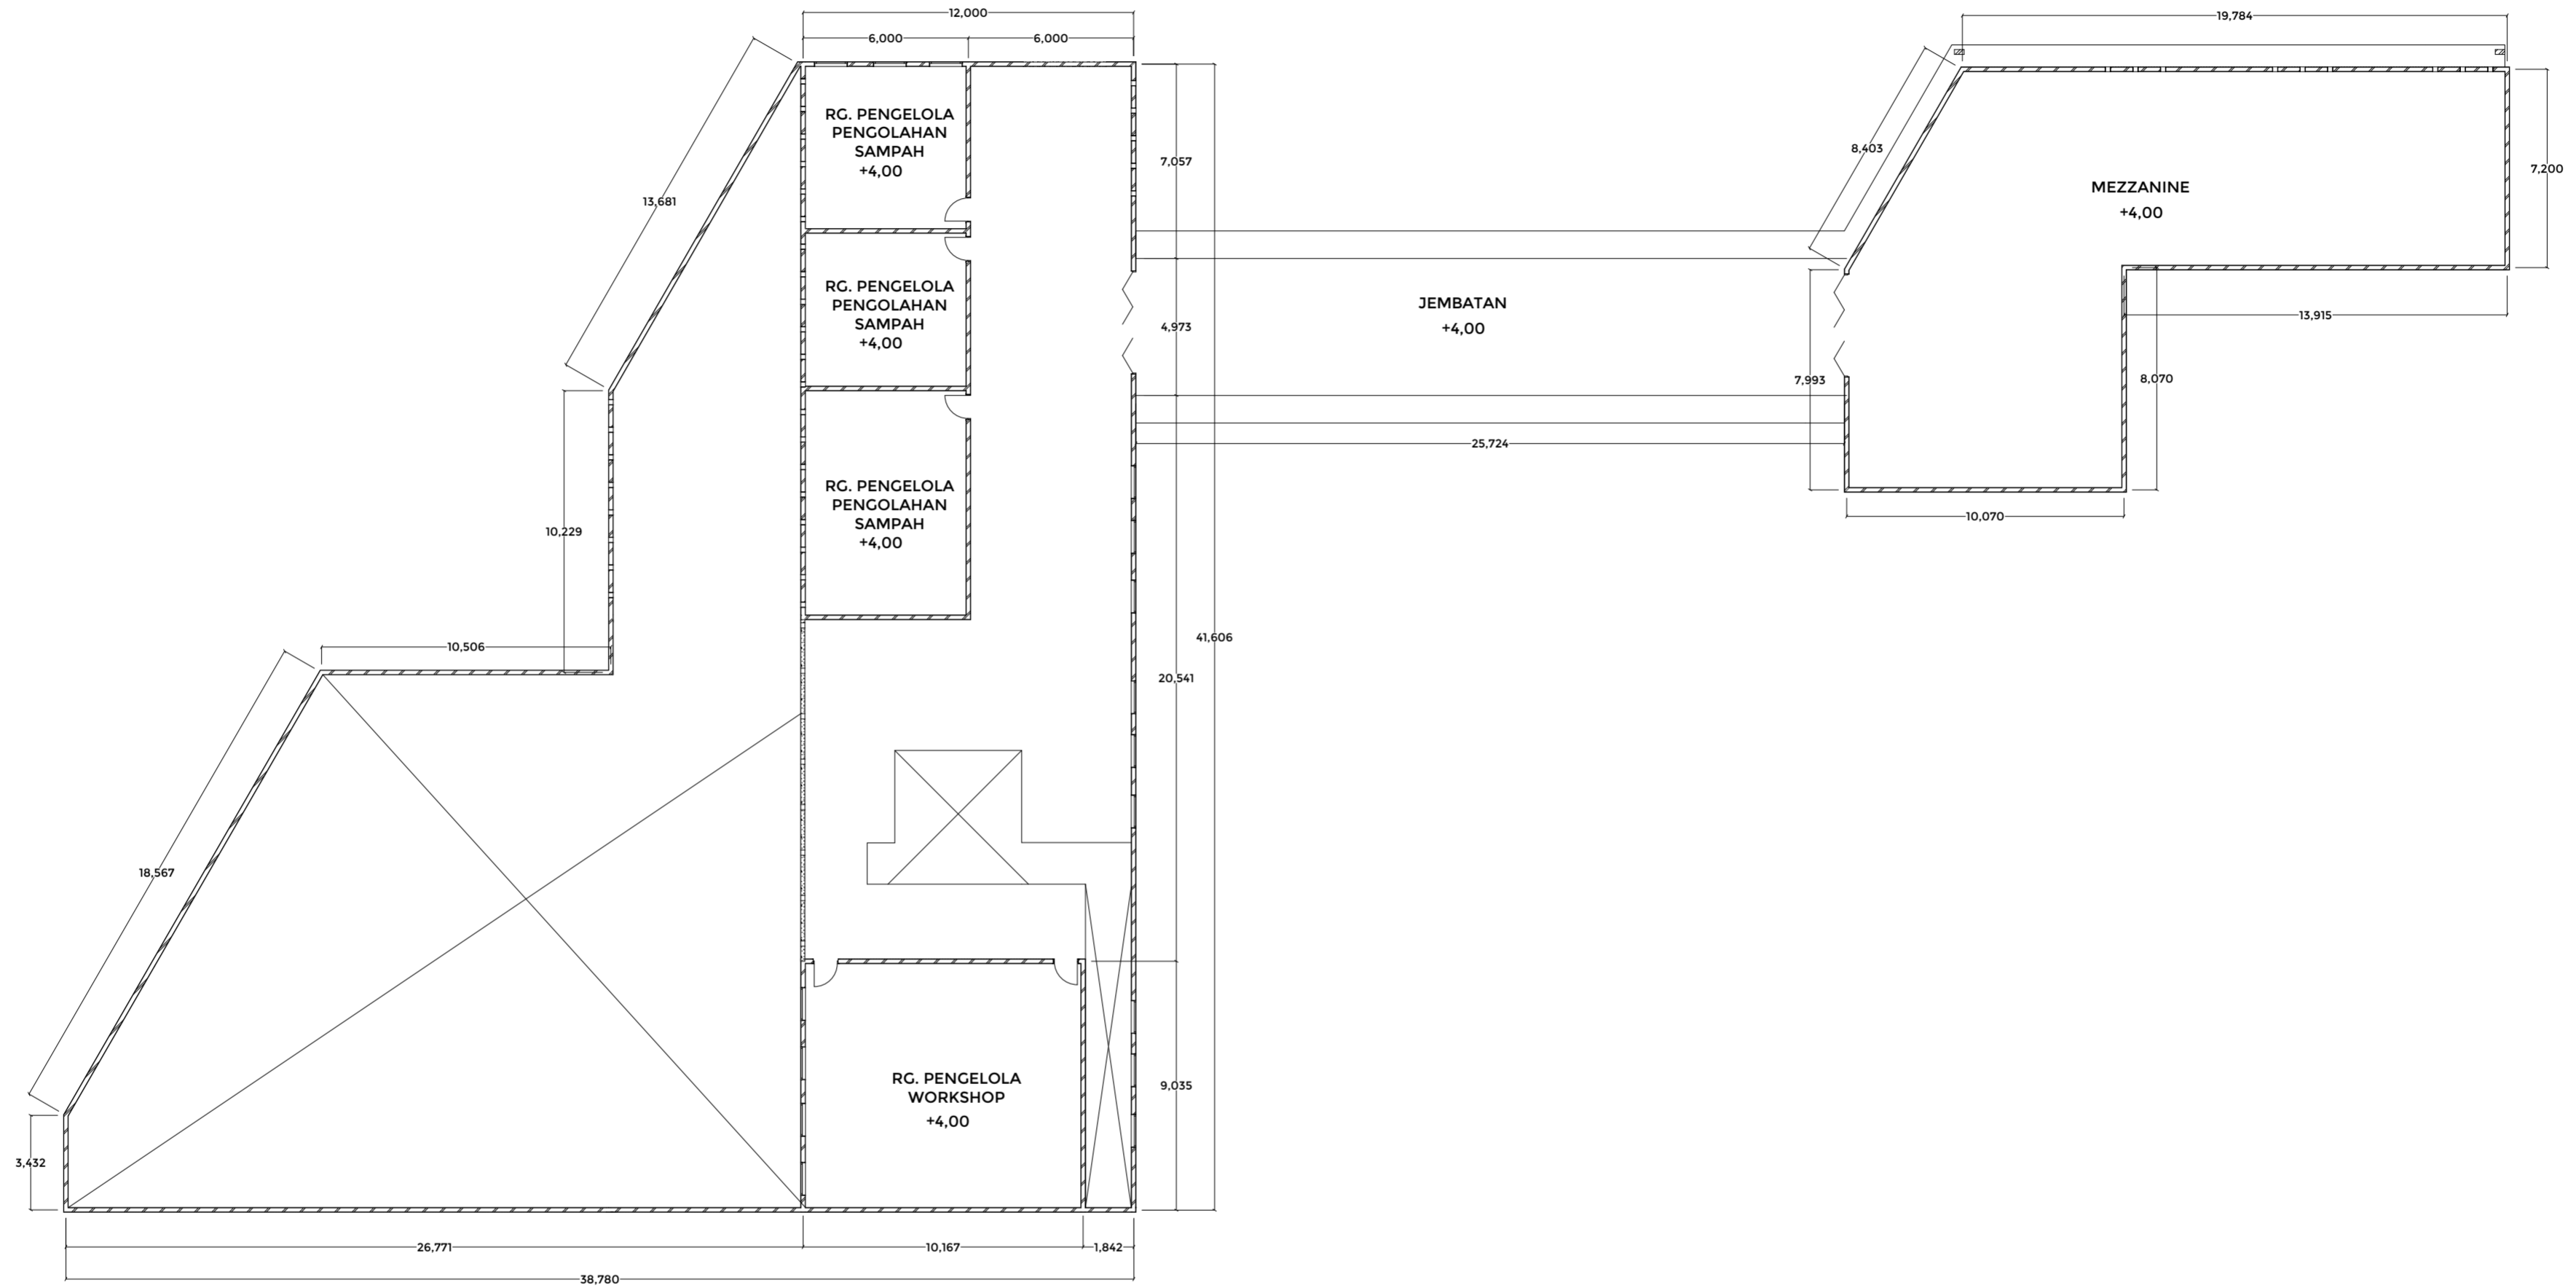 12,000
19,784
6,000
6,000
RG. PENGELOLA
PENGOLAHAN
SAMPAH
+4,00
7,057
8,403
7,200
13,681
MEZZANINE
+4,00
RG. PENGELOLA
PENGOLAHAN
SAMPAH
+4,00
JEMBATAN
+4,00
4,973
13,915
7,993
8,070
25,724
RG. PENGELOLA
PENGOLAHAN
SAMPAH
+4,00
10,070
10,229
41,606
10,506
20,541
18,567
RG. PENGELOLA
WORKSHOP
+4,00
9,035
3,432
26,771
10,167
1,842
38,780